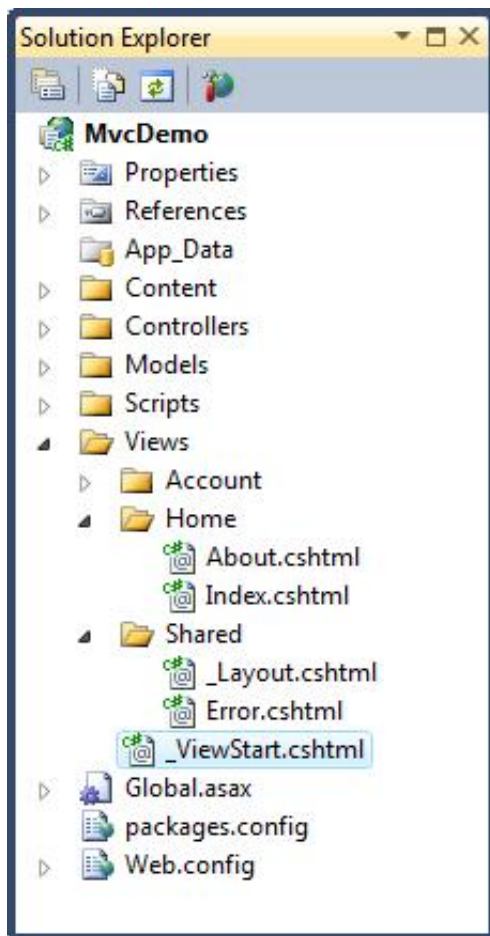 Solution Explorer
MvcDemo
Properties
References
App_Data
Content
Controllers
Models
Scripts
Views
Account
Home
About.cshtml
Index.cshtml
Shared
_Layout.cshtml
Error.cshtml
_ViewStart.cshtml
Global.asax
packages.config
Web.config